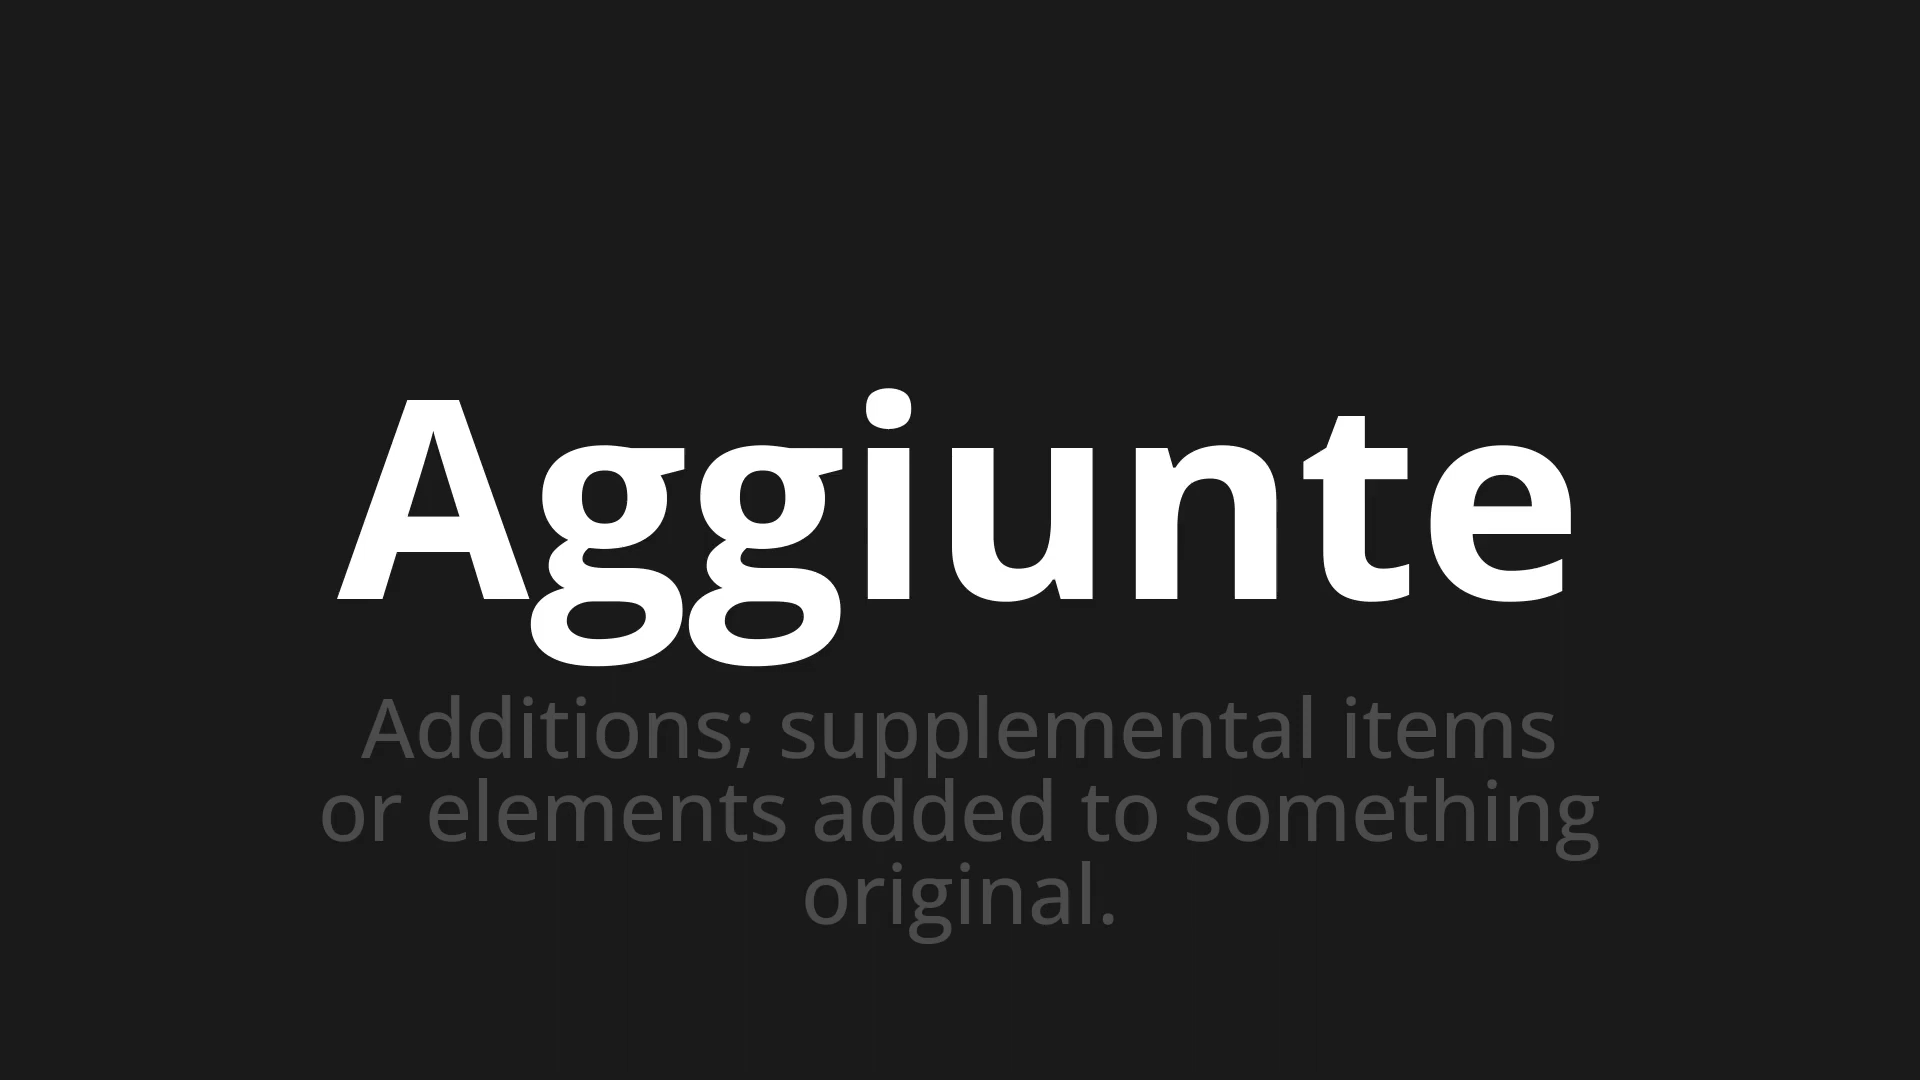 Aggiunte
Additions; supplemental items
or elements added to something
original.